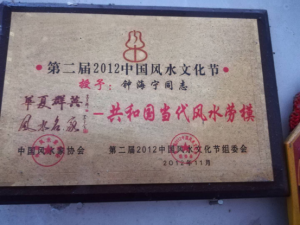 第二届2012中国风水文化节
授予：钟海宁同志
华夏群英
风水名家
—共和国当代风水劳模
中国风水家协会
第二届2012中国风水文化节组委会
2012年11月